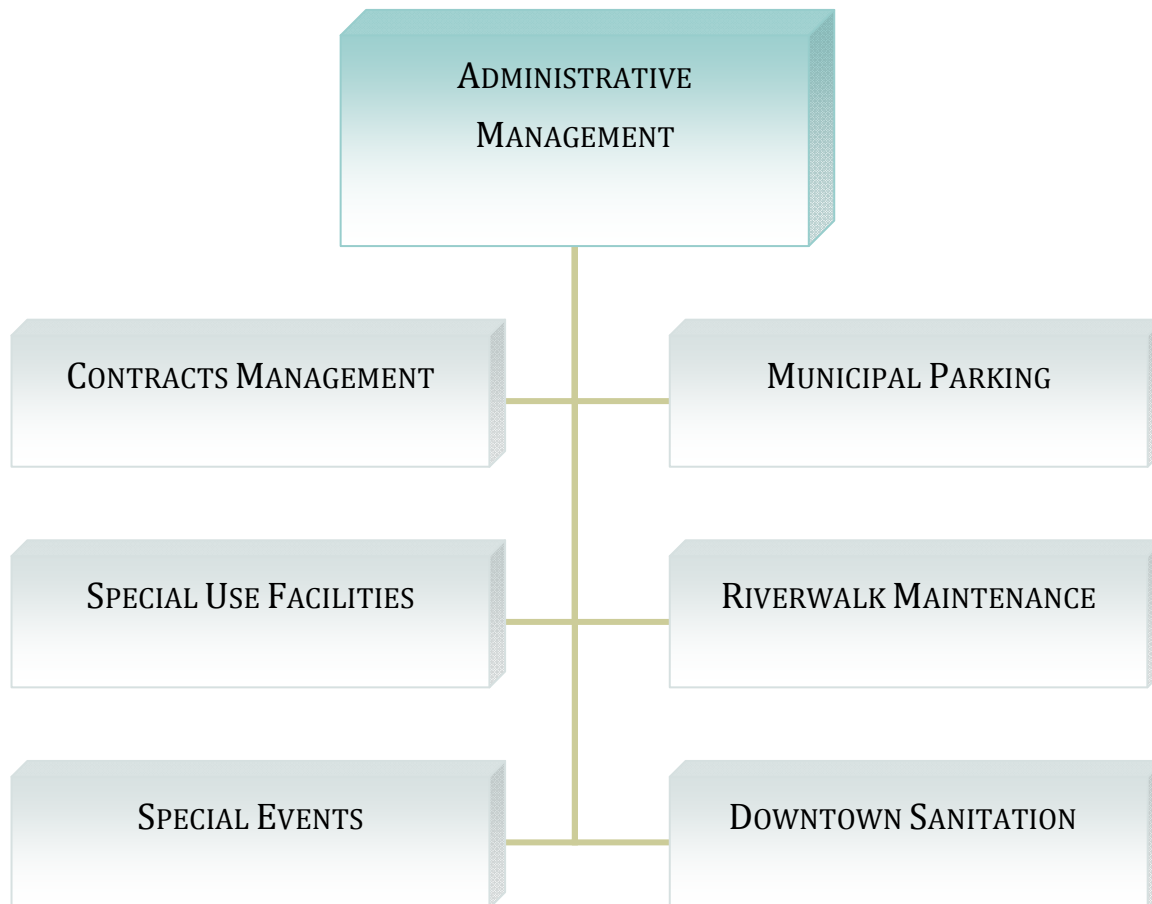 ADMINISTRATIVE
MANAGEMENT
CONTRACTS MANAGEMENT
MUNICIPAL PARKING
SPECIAL USE FACILITIES
RIVERWALK MAINTENANCE
SPECIAL EVENTS
DOWNTOWN SANITATION